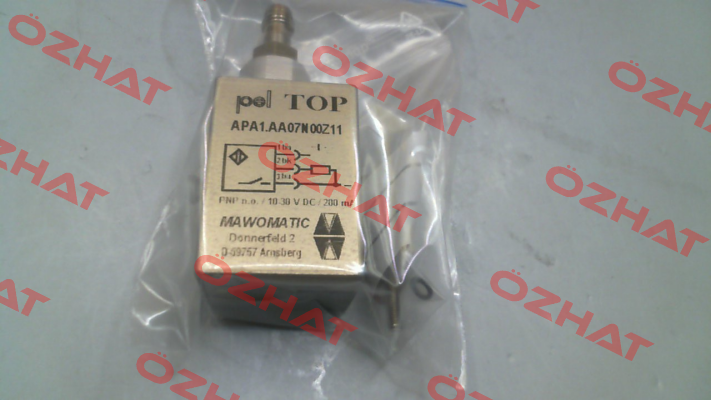 ÖZHAT
ÖZHAT
ÖZHAT
ÖZHAT
pel TOP
APA1.AA07N00Z11
PNP n.o. / 10-30 V DC / 200 mA
MAWOMATIC
Donnerfeld 2
D-59757 Arnsberg
ÖZHAT
ÖZHAT
ÖZHAT
ÖZHAT
ÖZHAT